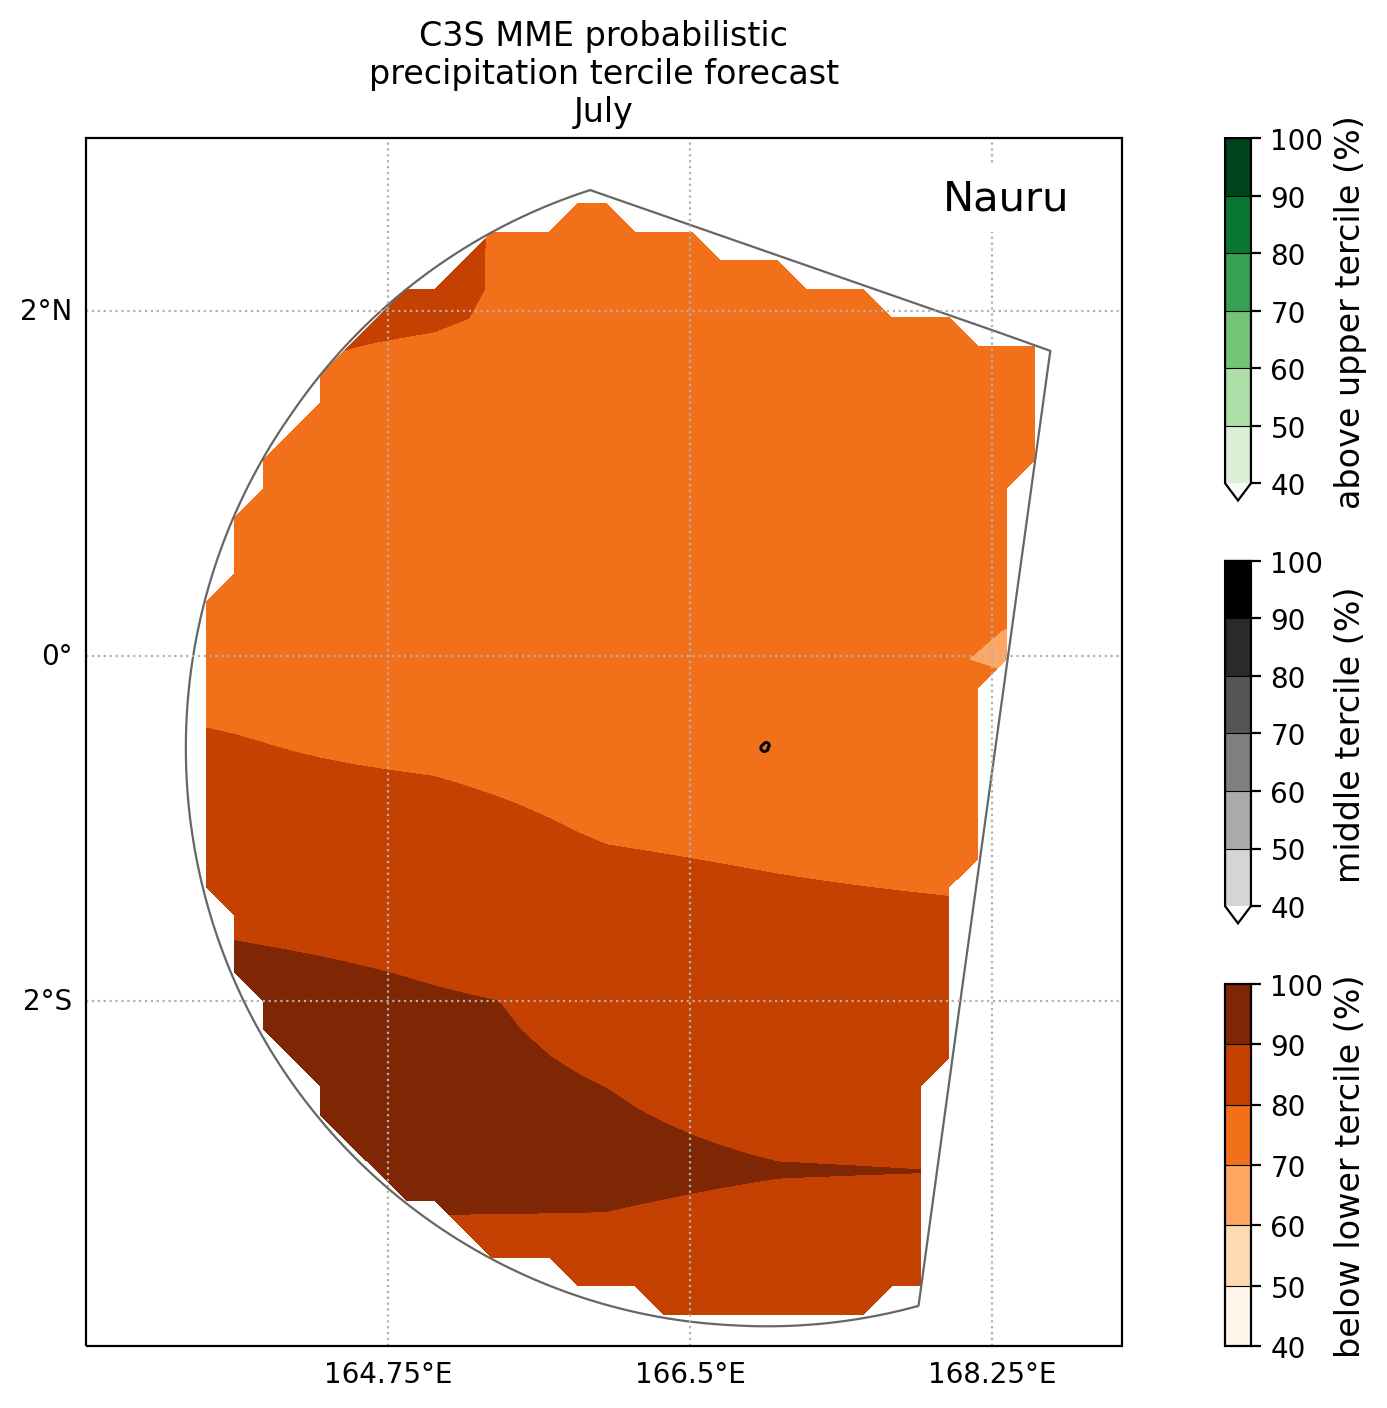 C3S MME probabilistic
precipitation tercile forecast
July
Nauru
2°N
0°
2°S
164.75°E
166.5°E
168.25°E
100
90
80
70
60
50
40
above upper tercile (%)
100
90
80
70
60
50
40
middle tercile (%)
100
90
80
70
60
50
40
below lower tercile (%)